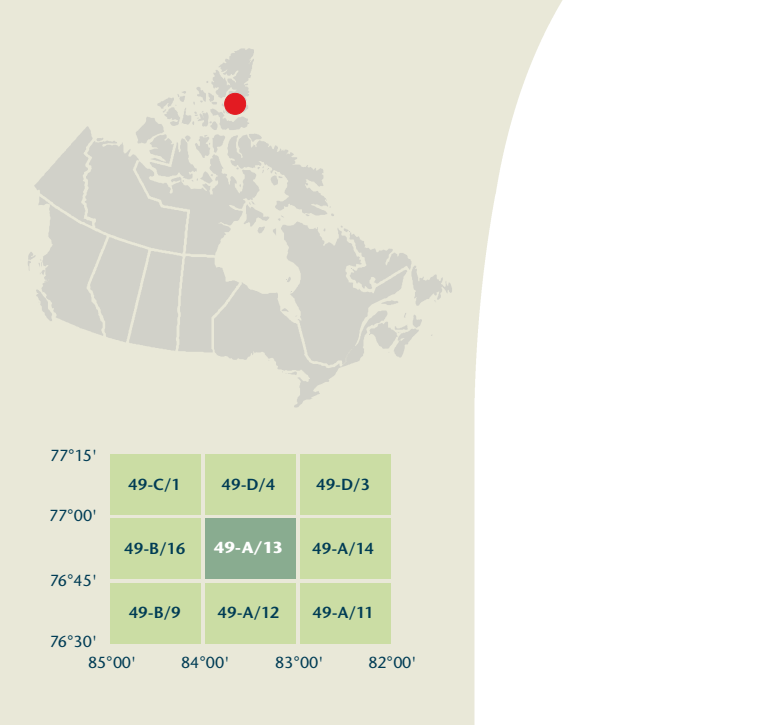 77°15'
49-C/1 49-D/4 49-D/3
77°00'
49-B/16 49-A/13 49-A/14
76°45'
49-B/9 49-A/12 49-A/11
76°30'
85°00' 84°00' 83°00' 82°00'